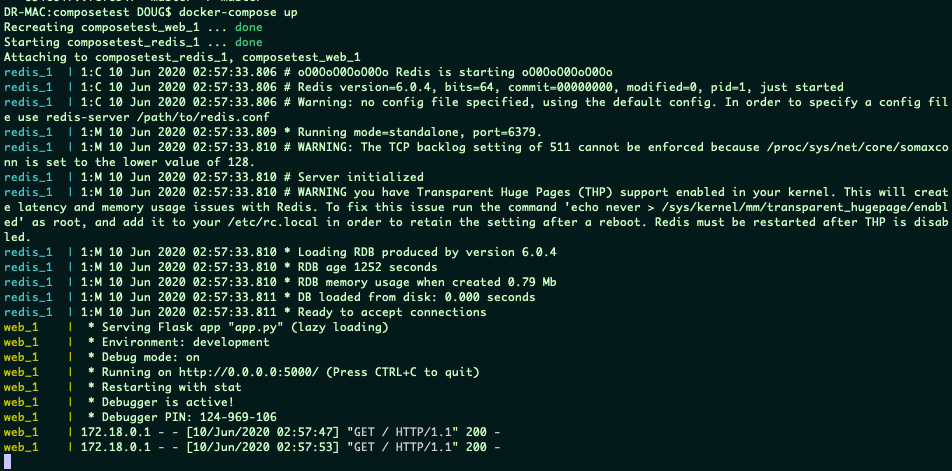 DR-MAC:composetest DOUG$ docker-compose up
Recreating composetest_web_1 ... done
Starting composetest_redis_1 ... done
Attaching to composetest_redis_1, composetest_web_1
redis_1  | 1:C 10 Jun 2020 02:57:33.806 # oO0OoO0OoO0Oo Redis is starting oO0OoO0OoO0Oo
redis_1  | 1:C 10 Jun 2020 02:57:33.806 # Redis version=6.0.4, bits=64, commit=00000000, modified=0, pid=1, just started
redis_1  | 1:C 10 Jun 2020 02:57:33.806 # Warning: no config file specified, using the default config. In order to specify a config fil
e use redis-server /path/to/redis.conf
redis_1  | 1:M 10 Jun 2020 02:57:33.809 * Running mode=standalone, port=6379.
redis_1  | 1:M 10 Jun 2020 02:57:33.810 # WARNING: The TCP backlog setting of 511 cannot be enforced because /proc/sys/net/core/somaxco
nn is set to the lower value of 128.
redis_1  | 1:M 10 Jun 2020 02:57:33.810 # Server initialized
redis_1  | 1:M 10 Jun 2020 02:57:33.810 # WARNING you have Transparent Huge Pages (THP) support enabled in your kernel. This will creat
e latency and memory usage issues with Redis. To fix this issue run the command 'echo never > /sys/kernel/mm/transparent_hugepage/enabl
ed' as root, and add it to your /etc/rc.local in order to retain the setting after a reboot. Redis must be restarted after THP is disab
led.
redis_1  | 1:M 10 Jun 2020 02:57:33.810 * Loading RDB produced by version 6.0.4
redis_1  | 1:M 10 Jun 2020 02:57:33.810 * RDB age 1252 seconds
redis_1  | 1:M 10 Jun 2020 02:57:33.810 * RDB memory usage when created 0.79 Mb
redis_1  | 1:M 10 Jun 2020 02:57:33.811 * DB loaded from disk: 0.000 seconds
redis_1  | 1:M 10 Jun 2020 02:57:33.811 * Ready to accept connections
web_1    |  * Serving Flask app "app.py" (lazy loading)
web_1    |  * Environment: development
web_1    |  * Debug mode: on
web_1    |  * Running on http://0.0.0.0:5000/ (Press CTRL+C to quit)
web_1    |  * Restarting with stat
web_1    |  * Debugger is active!
web_1    |  * Debugger PIN: 124-969-106
web_1    | 172.18.0.1 - - [10/Jun/2020 02:57:47] "GET / HTTP/1.1" 200 -
web_1    | 172.18.0.1 - - [10/Jun/2020 02:57:53] "GET / HTTP/1.1" 200 -